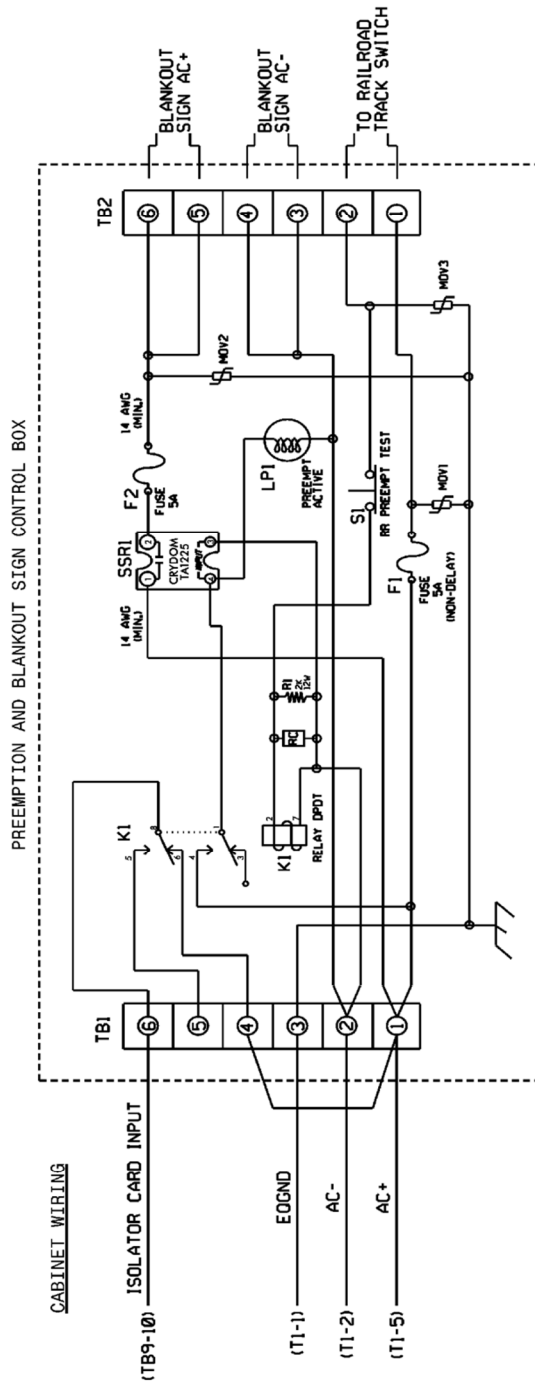 PREEMPTION AND BLANKOUT SIGN CONTROL BOX
CABINET WIRING
TB1
6
5
4
3
2
1
(TB9-10)
ISOLATOR CARD INPUT
(T1-1)
EQGND
(T1-2)
AC-
(T1-5)
AC+
K1
5
8
6
4
1
3
K1
2
7
RELAY DPDT
RC
R1
2K
12W
14 AWG
(MIN.)
SSR1
1
2
CRYDOM
TA1225
INPUT
4
3
F2
FUSE
5A
14 AWG
(MIN.)
LP1
PREEMPT
ACTIVE
S1
RR PREEMPT TEST
F1
FUSE
5A
(NON-DELAY)
MOV1
MOV2
MOV3
TB2
6
5
4
3
2
1
BLANKOUT
SIGN AC+
BLANKOUT
SIGN AC-
TO RAILROAD
TRACK SWITCH